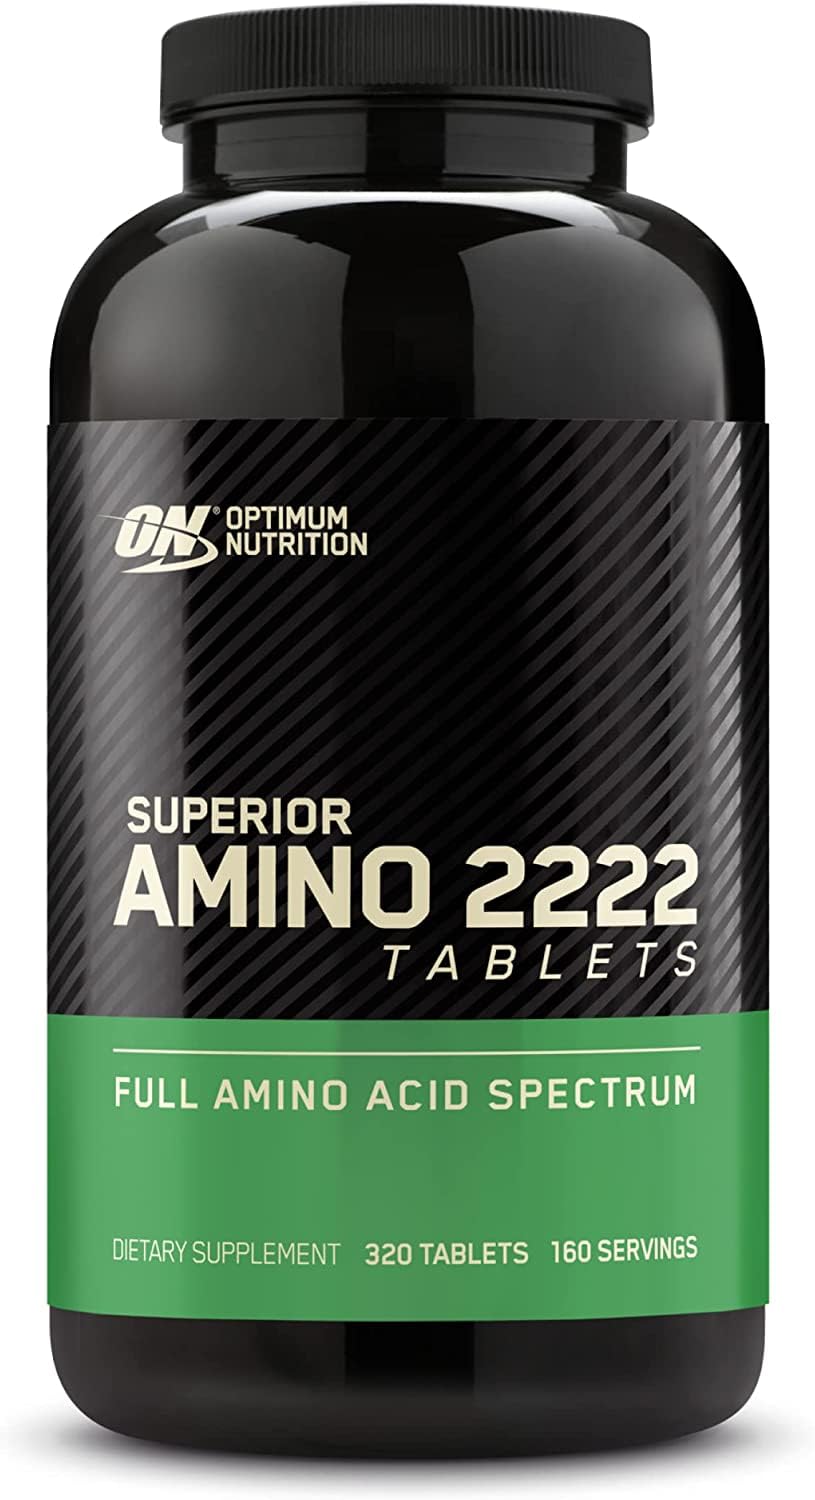 ON® OPTIMUM
NUTRITION
SUPERIOR
AMINO 2222
TABLETS
FULL AMINO ACID SPECTRUM
DIETARY SUPPLEMENT 320 TABLETS 160 SERVINGS